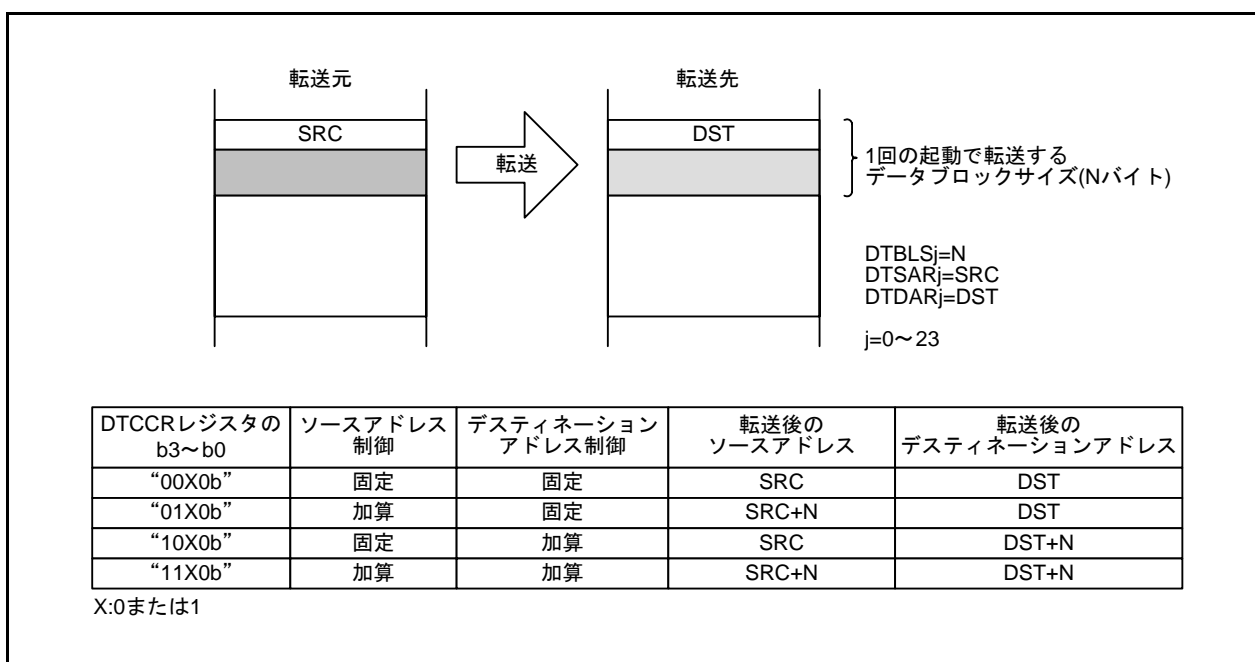 転送元
転送先
SRC
DST
転送
1回の起動で転送する
データブロックサイズ(Nバイト)
DTBLSj=N
DTSARj=SRC
DTDARj=DST
j=0～23
DTCCRレジスタの
b3～b0
ソースアドレス
制御
デスティネーション
アドレス制御
転送後の
ソースアドレス
転送後の
デスティネーションアドレス
“00X0b” 固定 固定 SRC DST
“01X0b” 加算 固定 SRC+N DST
“10X0b” 固定 加算 SRC DST+N
“11X0b” 加算 加算 SRC+N DST+N
X:0または1